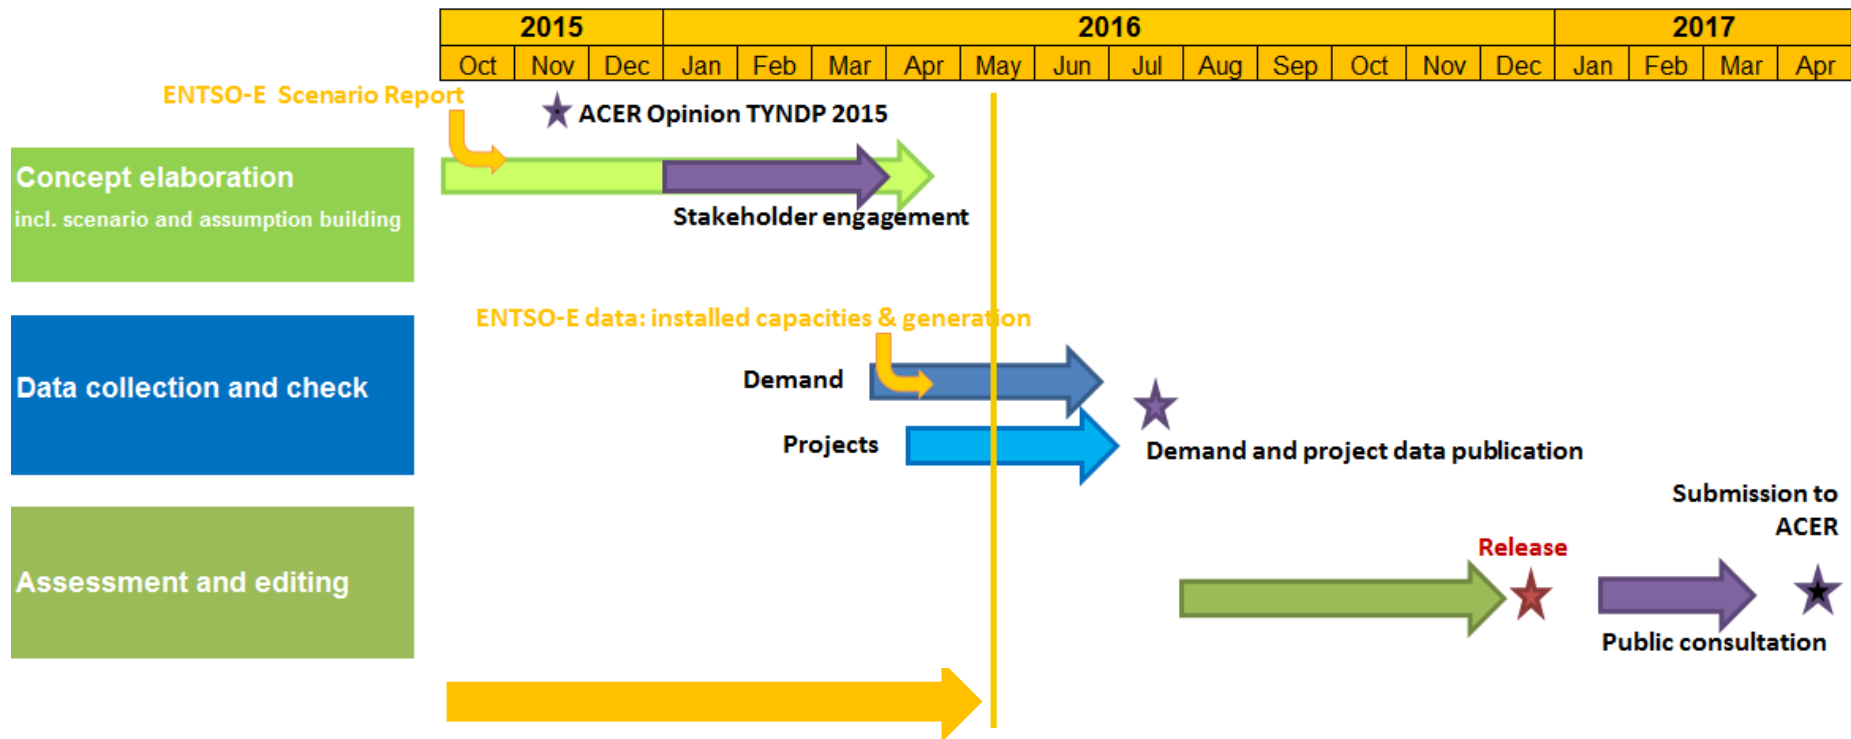 2015 2016 2017
Oct Nov Dec Jan Feb Mar Apr May Jun Jul Aug Sep Oct Nov Dec Jan Feb Mar Apr
ENTSO-E Scenario Report
ACER Opinion TYNDP 2015
Concept elaboration
incl. scenario and assumption building
Stakeholder engagement
ENTSO-E data: installed capacities & generation
Data collection and check
Demand
Projects
Demand and project data publication
Submission to
ACER
Release
Assessment and editing
Public consultation